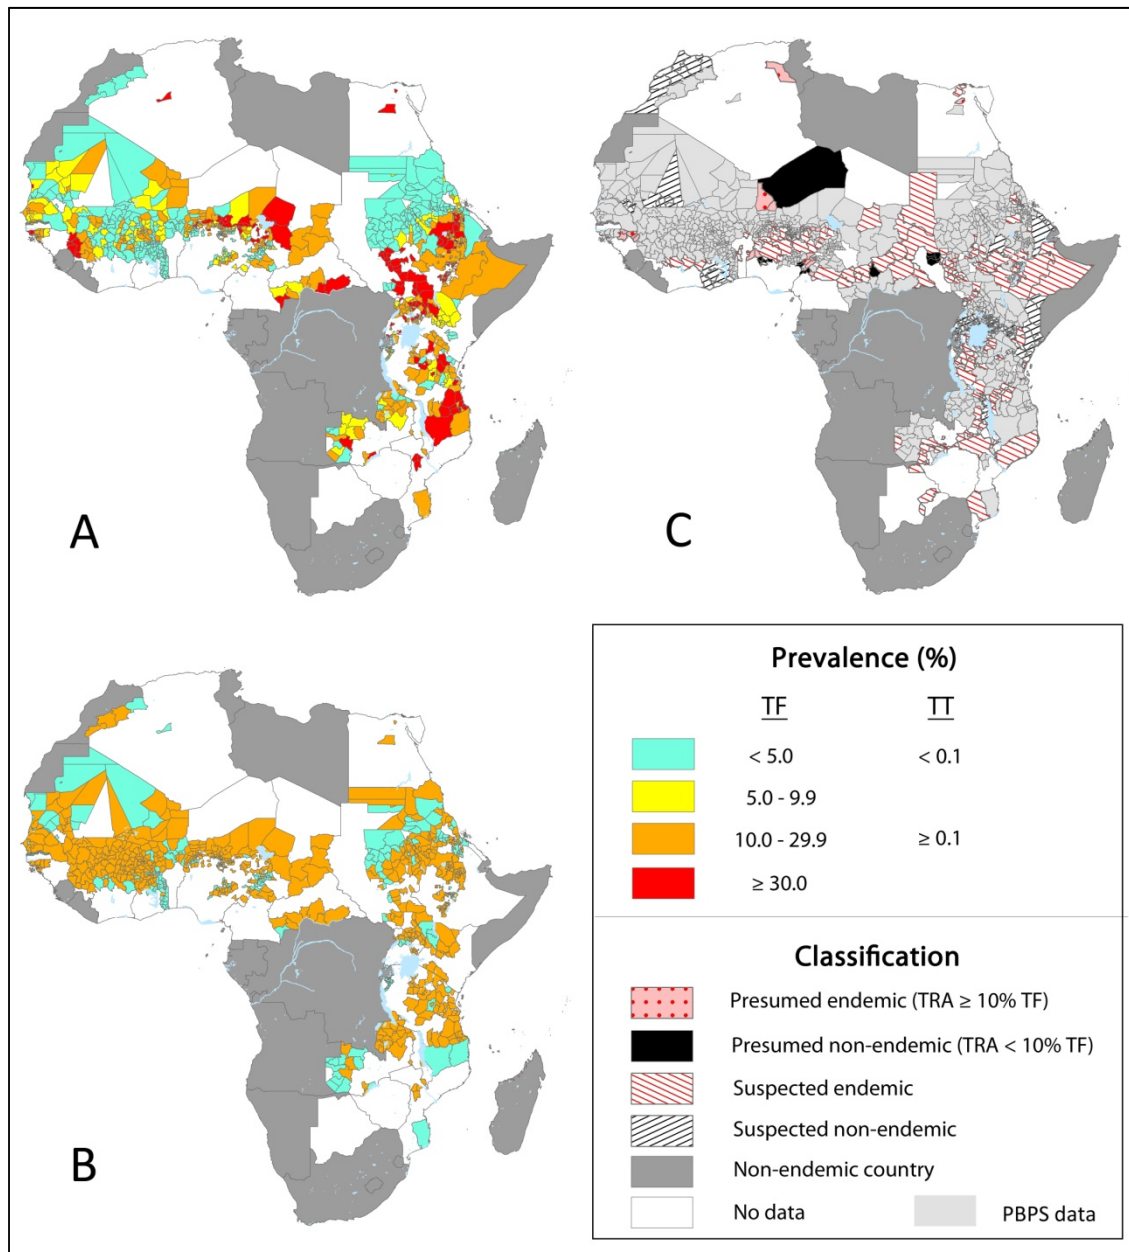 A
C
B
Prevalence (%)
TF TT
< 5.0 < 0.1
5.0 - 9.9
10.0 - 29.9 ≥ 0.1
≥ 30.0
Classification
Presumed endemic (TRA ≥ 10% TF)
Presumed non-endemic (TRA < 10% TF)
Suspected endemic
Suspected non-endemic
Non-endemic country
No data PBPS data